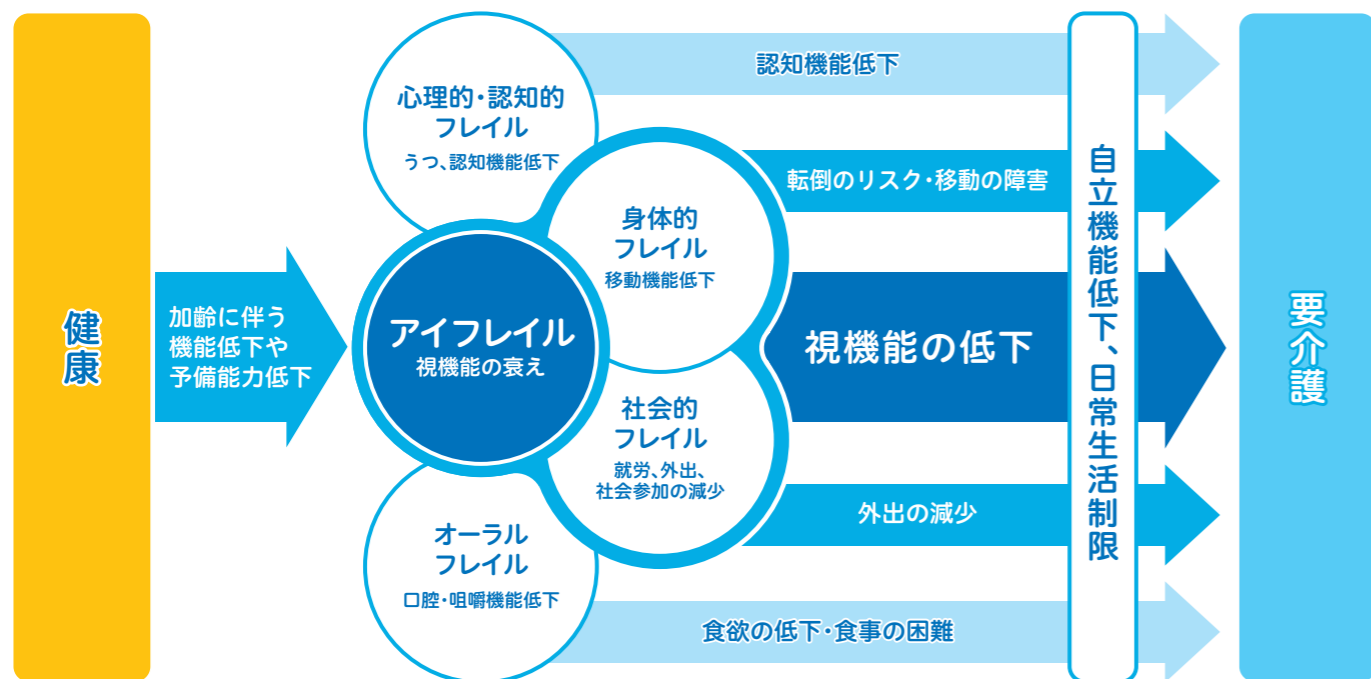 健康
加齢に伴う
機能低下や
予備能力低下
心理的・認知的
フレイル
うつ、認知機能低下
アイフレイル
視機能の衰え
身体的
フレイル
移動機能低下
社会的
フレイル
就労、外出、
社会参加の減少
オーラル
フレイル
口腔・咀嚼機能低下
認知機能低下
転倒のリスク・移動の障害
視機能の低下
外出の減少
食欲の低下・食事の困難
自立機能低下、日常生活制限
要介護